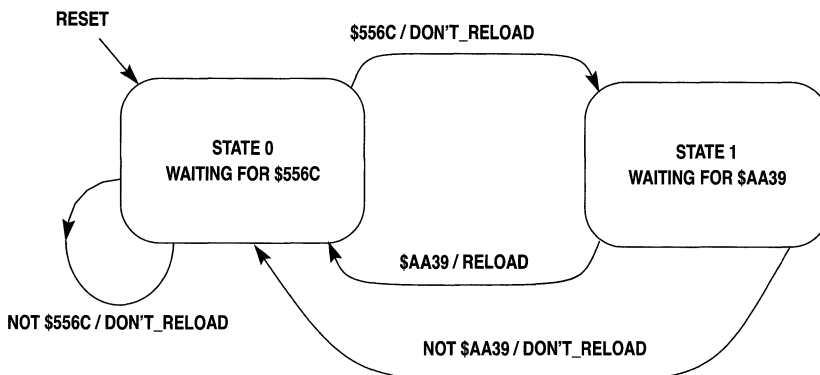 RESET
$556C / DON'T_RELOAD
STATE 0
WAITING FOR $556C
STATE 1
WAITING FOR $AA39
$AA39 / RELOAD
NOT $556C / DON'T_RELOAD
NOT $AA39 / DON'T_RELOAD